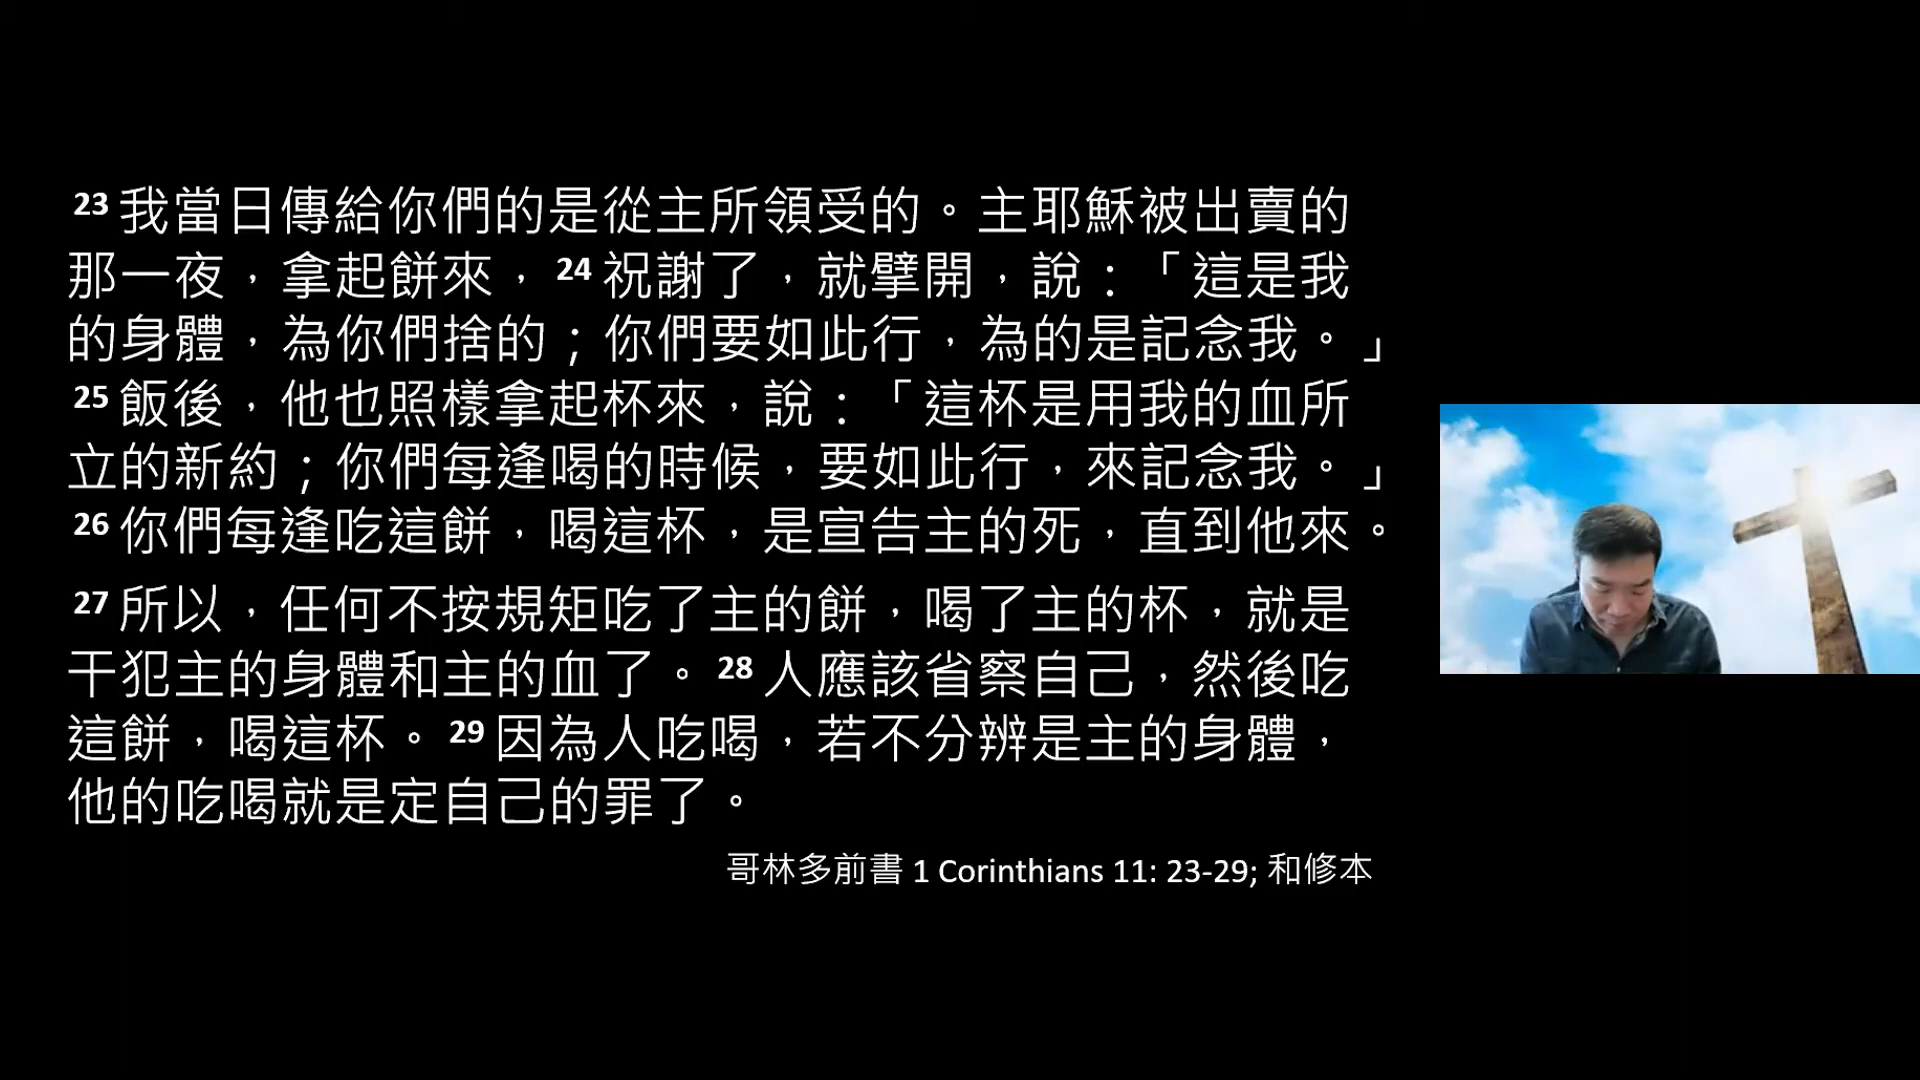 23 我當日傳給你們的是從主所領受的。主耶穌被出賣的
那一夜，拿起餅來，24 祝謝了，就擘開，說：「這是我
的身體，為你們捨的；你們要如此行，為的是記念我。」
25 飯後，他也照樣拿起杯來，說：「這杯是用我的血所
立的新約；你們每逢喝的時候，要如此行，來記念我。」
26 你們每逢吃這餅，喝這杯，是宣告主的死，直到他來。
27 所以，任何不按規矩吃了主的餅，喝了主的杯，就是
干犯主的身體和主的血了。28 人應該省察自己，然後吃
這餅，喝這杯。29 因為人吃喝，若不分辨是主的身體，
他的吃喝就是定自己的罪了。
哥林多前書 1 Corinthians 11: 23-29; 和修本